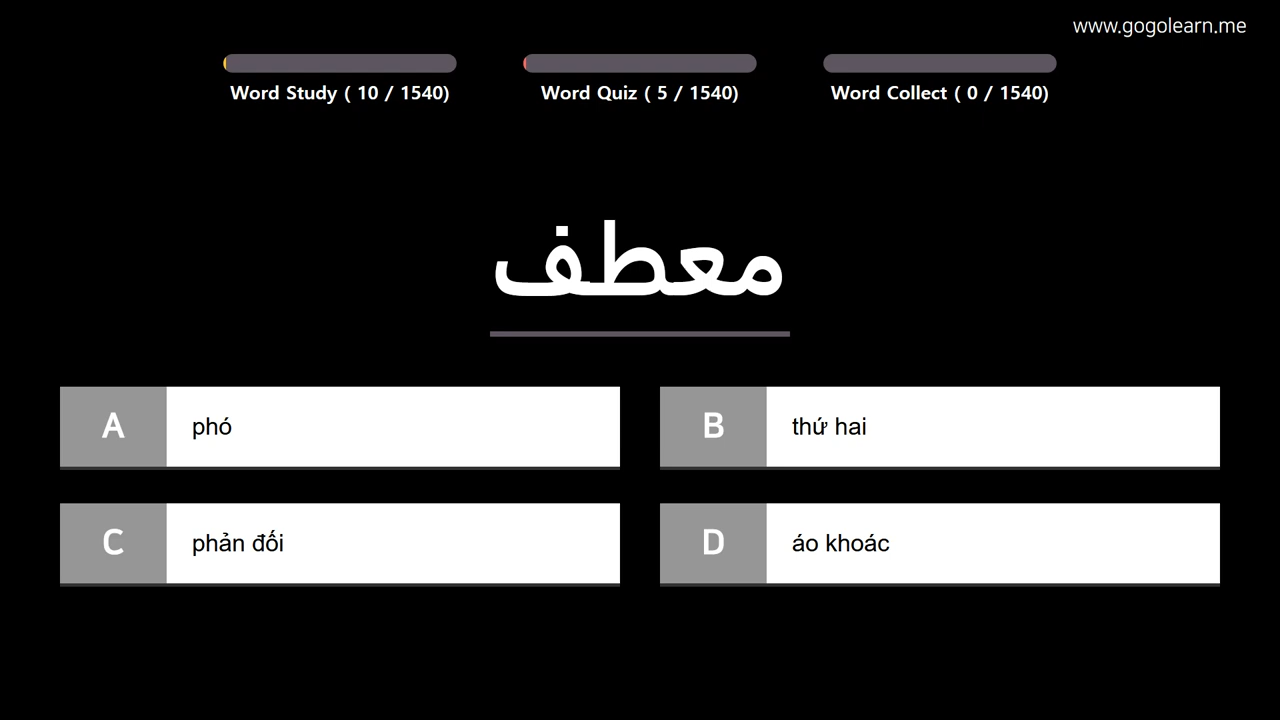 www.gogolearn.me
Word Study ( 10 / 1540)
Word Quiz ( 5 / 1540)
Word Collect ( 0 / 1540)
معطف
A phó
B thứ hai
C phản đối
D áo khoác